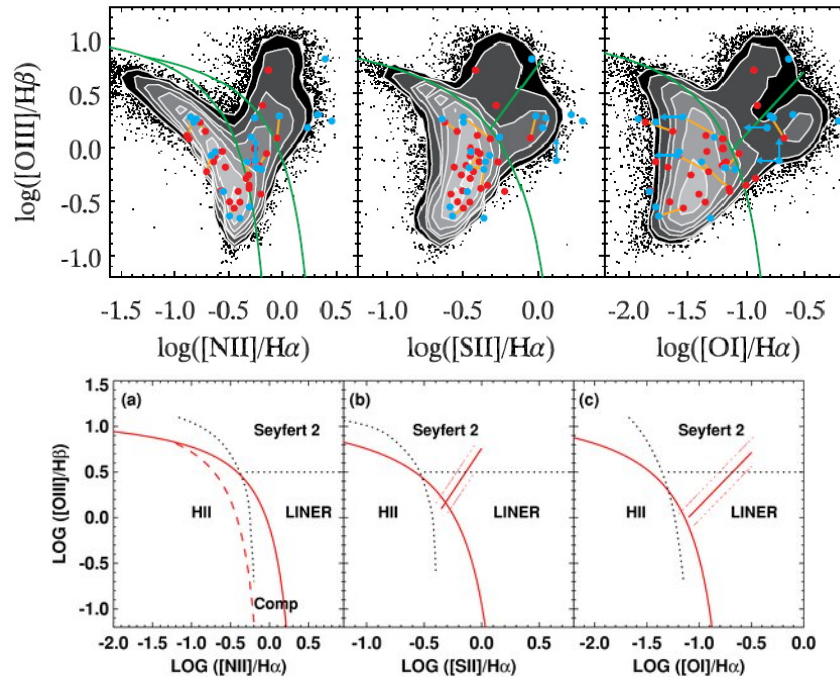 1.0
0.5
0.0
-0.5
-1.0
log([OIII]/Hβ)
-1.5 -1.0 -0.5 0.0 0.5
-1.0 -0.5 0.0
-2.0 -1.5 -1.0 -0.5
log([NII]/Hα)
log([SII]/Hα)
log([OI]/Hα)
1.5
1.0
0.5
0.0
-0.5
-1.0
LOG ([OIII]/Hβ)
(a)
Seyfert 2
HII
LINER
Comp
(b)
Seyfert 2
HII
LINER
(c)
Seyfert 2
HII
LINER
-2.0 -1.5 -1.0 -0.5 0.0 0.5
-1.0 -0.5 0.0 0.5
-2.0 -1.5 -1.0 -0.5 0.0
LOG ([NII]/Hα)
LOG ([SII]/Hα)
LOG ([OI]/Hα)